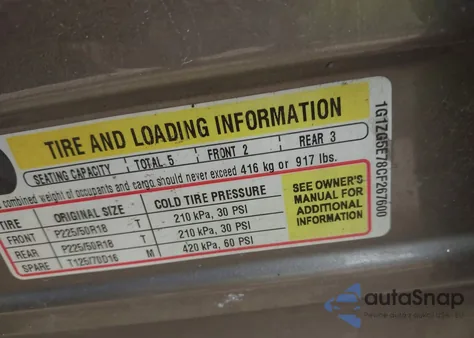 TIRE AND LOADING INFORMATION
SEATING CAPACITY TOTAL 5 FRONT 2 REAR 3
combined weight of occupants and cargo should never exceed 416 kg or 917 lbs.
TIRE ORIGINAL SIZE COLD TIRE PRESSURE
FRONT P225/50R18 T 210 kPa, 30 PSI
REAR P225/50R18 T 210 kPa, 30 PSI
SPARE T125/70D16 M 420 kPa, 60 PSI
SEE OWNER'S
MANUAL FOR
ADDITIONAL
INFORMATION
1G1ZG5E78CF267600
autaSnap